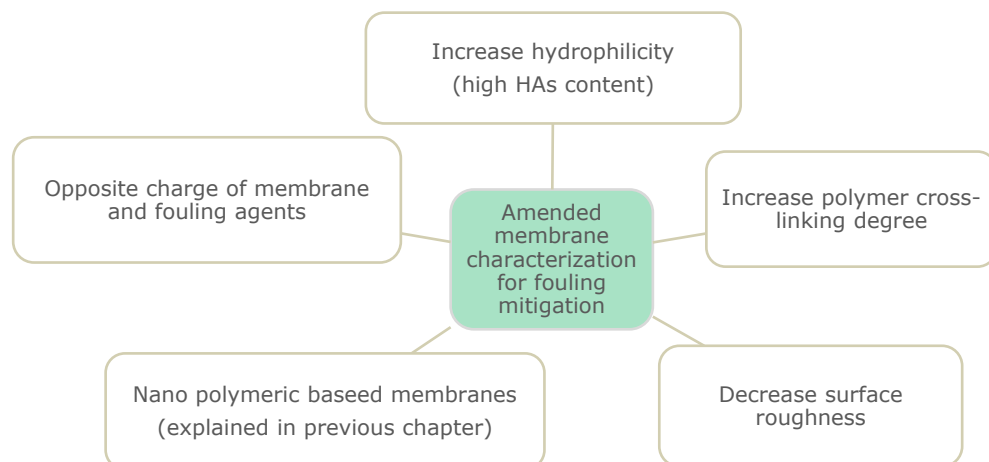 Increase hydrophilicity
(high HAs content)
Opposite charge of membrane
and fouling agents
Increase polymer cross-
linking degree
Amended
membrane
characterization
for fouling
mitigation
Nano polymeric baseed membranes
(explained in previous chapter)
Decrease surface
roughness